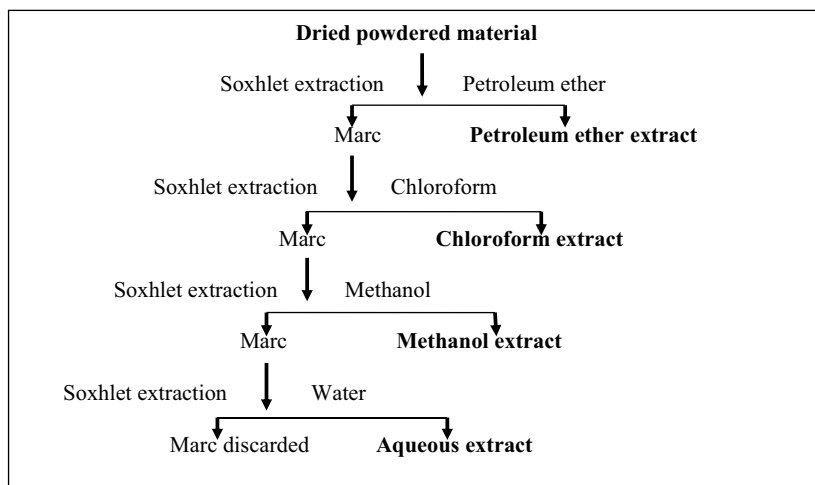 Dried powdered material
Soxhlet extraction Petroleum ether
Marc Petroleum ether extract
Soxhlet extraction Chloroform
Marc Chloroform extract
Soxhlet extraction Methanol
Marc Methanol extract
Soxhlet extraction Water
Marc discarded Aqueous extract